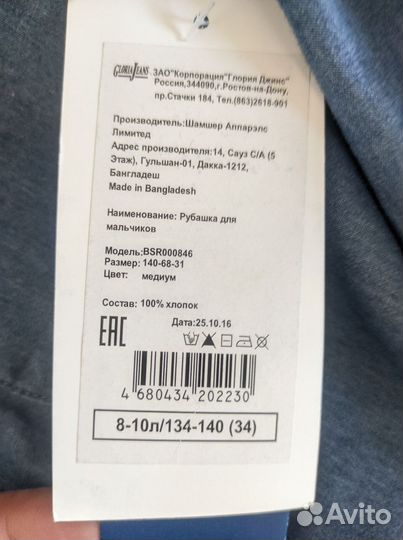 GLORIA JEANS
ЗАО"Корпорация"Глория Джинс"
Россия,344090,г.Ростов-на-Дону,
пр.Стачки 184, Тел.(863)2618-901
Производитель:Шамшер Аппарэлс
Лимитед
Адрес производителя:14, Сауз С/А (5
Этаж), Гульшан-01, Дакка-1212,
Бангладеш
Made in Bangladesh
Наименование: Рубашка для
мальчиков
Модель:BSR000846
Размер: 140-68-31
Цвет: медиум
Состав: 100% хлопок
Дата:25.10.16
EAC
4 680434 202230
8-10л/134-140 (34)
Avito